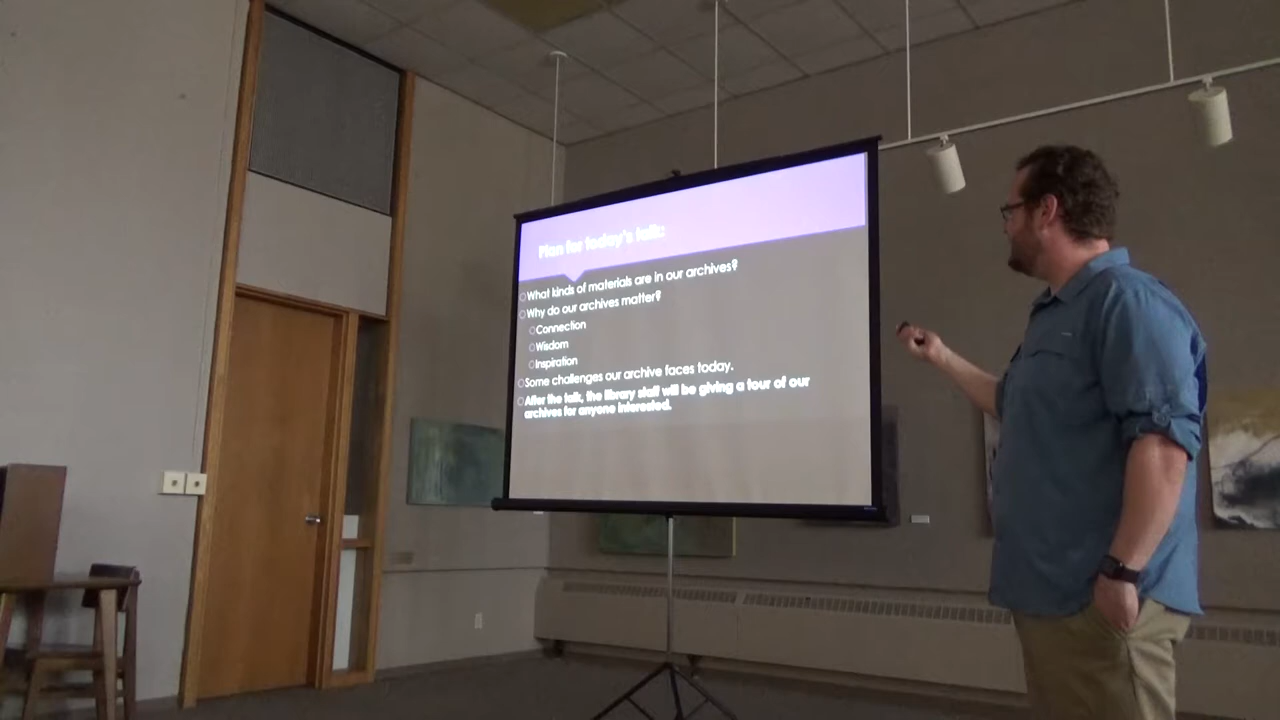 Plan for today's talk:
What kinds of materials are in our archives?
Why do our archives matter?
Connection
Wisdom
Inspiration
Some challenges our archive faces today.
After the talk, the library staff will be giving a tour of our
archives for anyone interested.